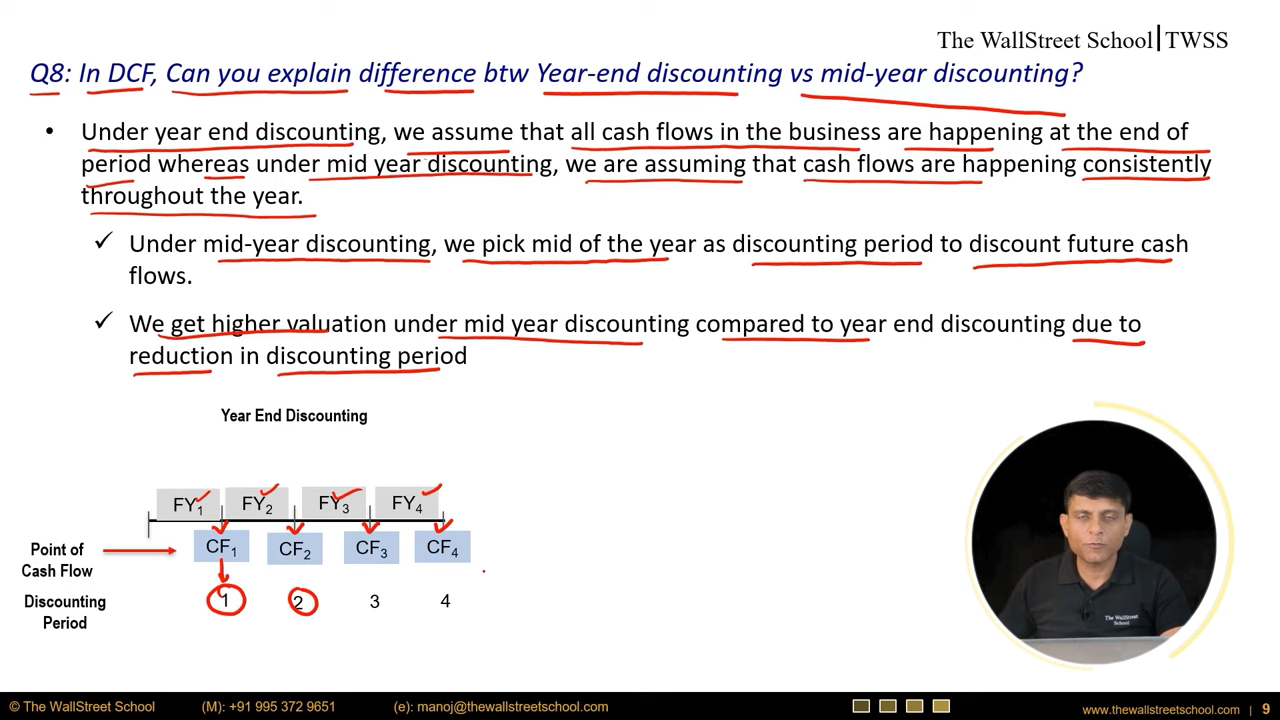 The WallStreet School | TWSS
Q8: In DCF, Can you explain difference btw Year-end discounting vs mid-year discounting?
• Under year end discounting, we assume that all cash flows in the business are happening at the end of
period whereas under mid year discounting, we are assuming that cash flows are happening consistently
throughout the year.
✓ Under mid-year discounting, we pick mid of the year as discounting period to discount future cash
flows.
✓ We get higher valuation under mid year discounting compared to year end discounting due to
reduction in discounting period
Year End Discounting
FY1 FY2 FY3 FY4
Point of
Cash Flow
CF1 CF2 CF3 CF4
Discounting
Period
1 2 3 4
The WallStreet
School
© The WallStreet School (M): +91 995 372 9651 (e): manoj@thewallstreetschool.com www.thewallstreetschool.com | 9